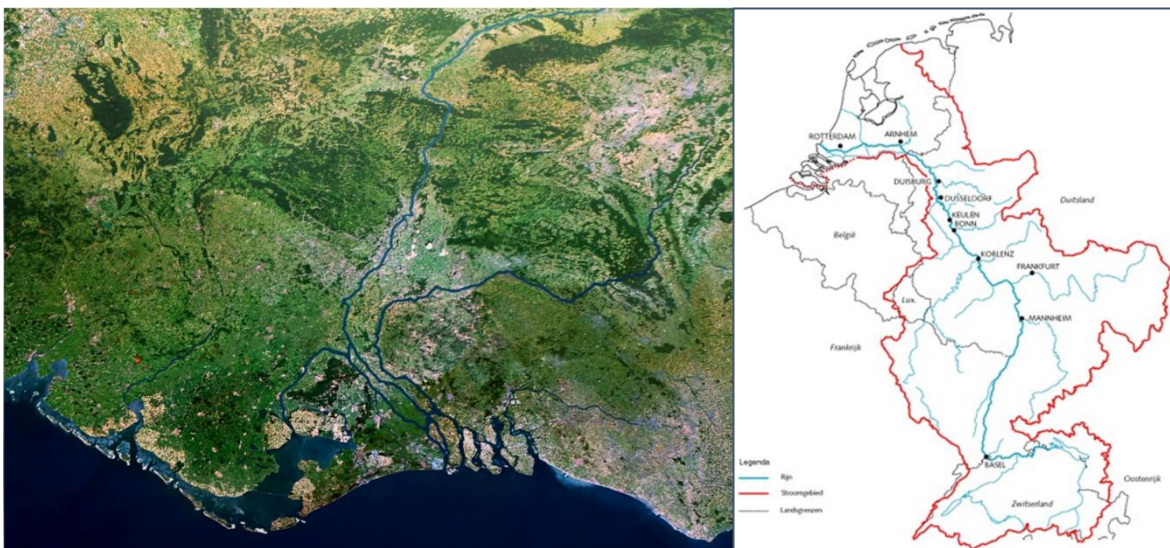 ROTTERDAM
ARNHEM
DUISBURG
DUSSELDORF
KEULEN
BONN
Duitsland
België
KOBLENZ
FRANKFURT
Lux.
MANNHEIM
Frankrijk
BASEL
Oostenrijk
Zwitserland
Legenda
Rijn
Stroomgebied
Landsgrenzen